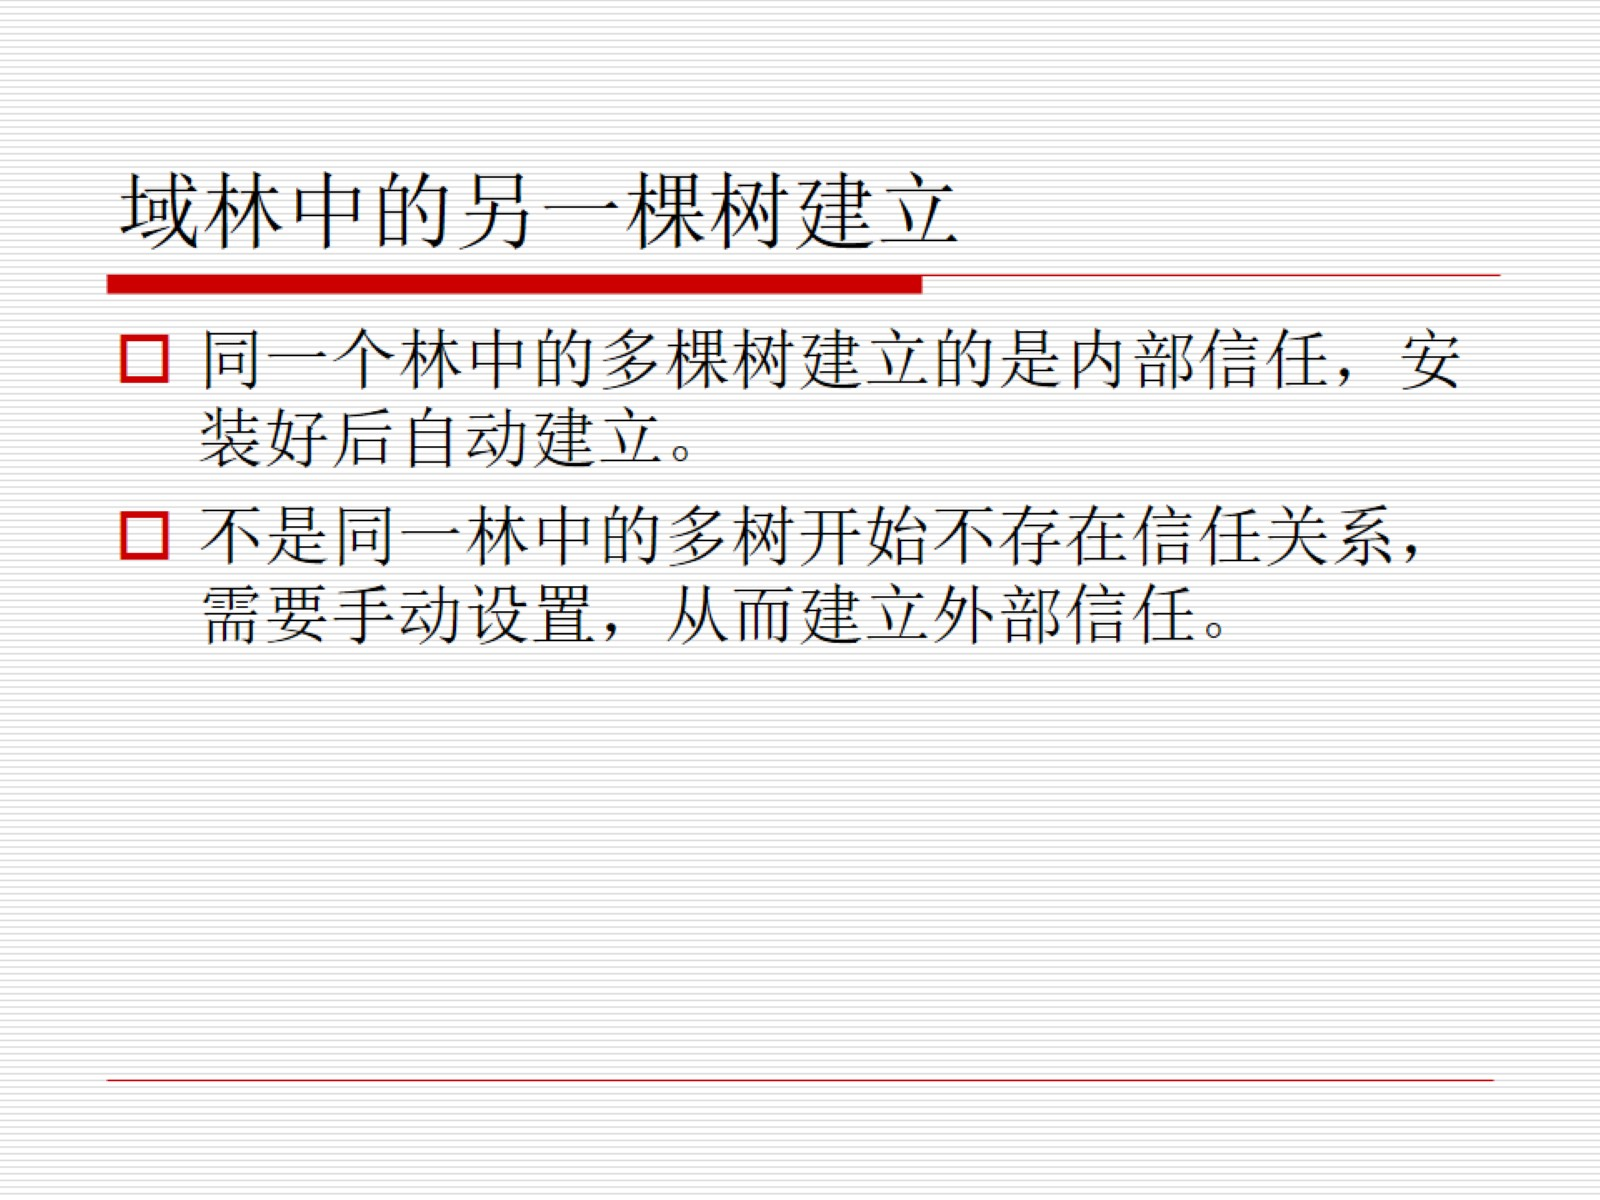 域林中的另一棵树建立
同一个林中的多棵树建立的是内部信任，安
装好后自动建立。
不是同一林中的多树开始不存在信任关系，
需要手动设置，从而建立外部信任。